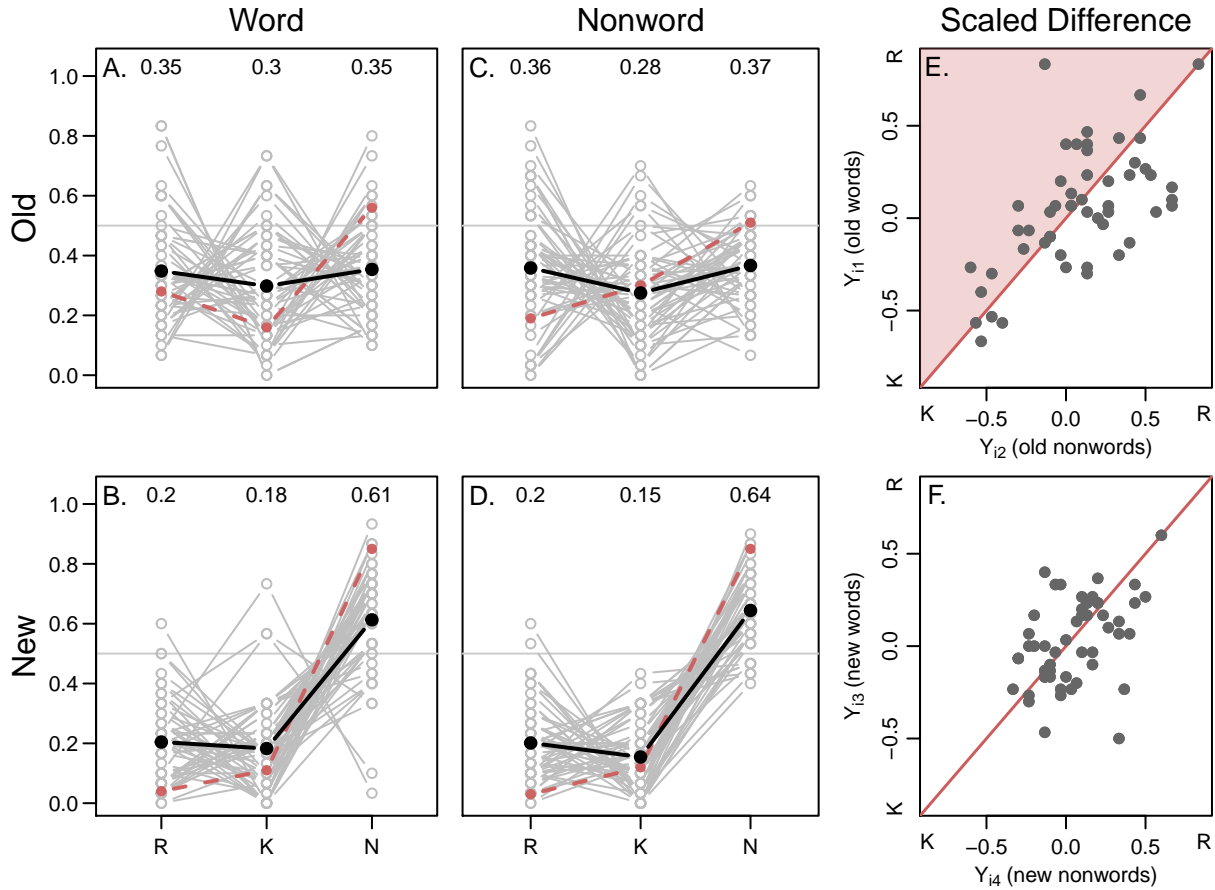 Word Nonword Scaled Difference
A. 0.35 0.3 0.35
C. 0.36 0.28 0.37
E.
Old
1.0
0.8
0.6
0.4
0.2
0.0
R
0.5
0.0
−0.5
K
Yi1 (old words)
K −0.5 0.0 0.5 R
Yi2 (old nonwords)
B. 0.2 0.18 0.61
D. 0.2 0.15 0.64
F.
New
1.0
0.8
0.6
0.4
0.2
0.0
R K N
R K N
R
0.5
0.0
−0.5
K
Yi3 (new words)
K −0.5 0.0 0.5 R
Yi4 (new nonwords)